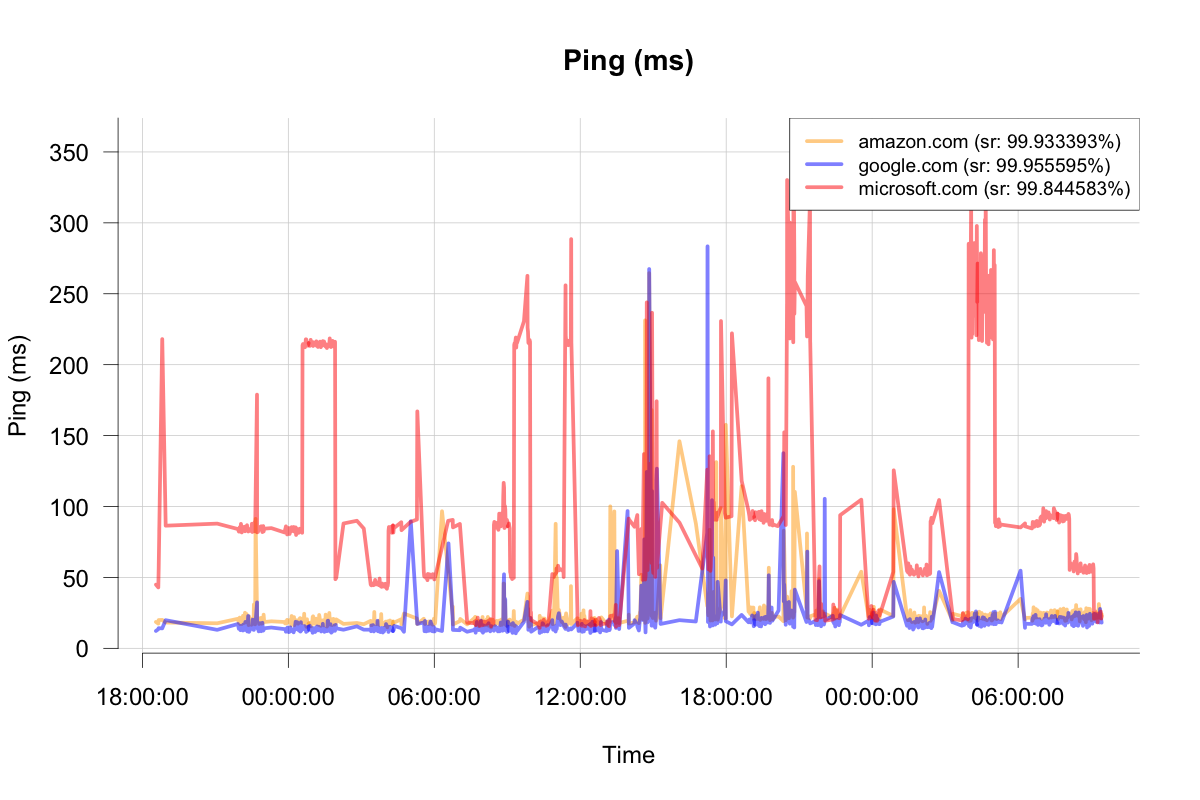 Ping (ms)
amazon.com (sr: 99.933393%)
google.com (sr: 99.955595%)
microsoft.com (sr: 99.844583%)
350
300
250
200
150
100
50
0
Ping (ms)
18:00:00 00:00:00 06:00:00 12:00:00 18:00:00 00:00:00 06:00:00
Time